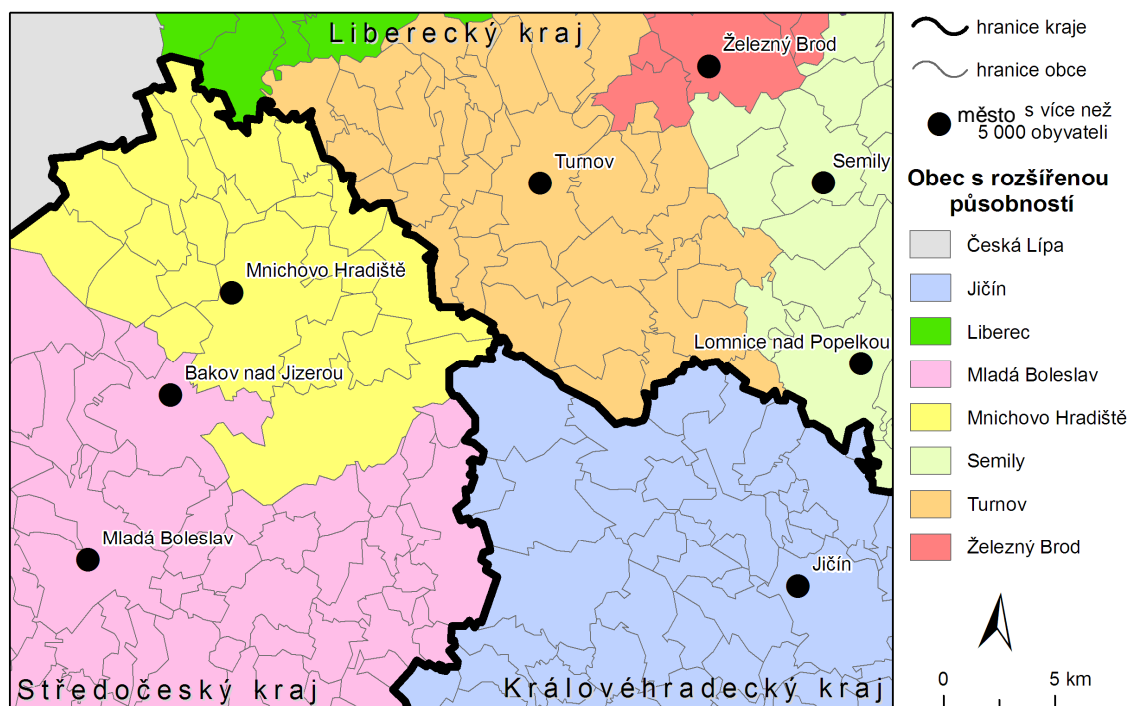 Liberecký kraj
Železný Brod
Turnov
Semily
Mnichovo Hradiště
Lomnice nad Popelkou
Bakov nad Jizerou
Mladá Boleslav
Jičín
Středočeský kraj
Královéhradecký kraj
hranice kraje
hranice obce
město s více než
5 000 obyvateli
Obec s rozšířenou
působností
Česká Lípa
Jičín
Liberec
Mladá Boleslav
Mnichovo Hradiště
Semily
Turnov
Železný Brod
0 5 km